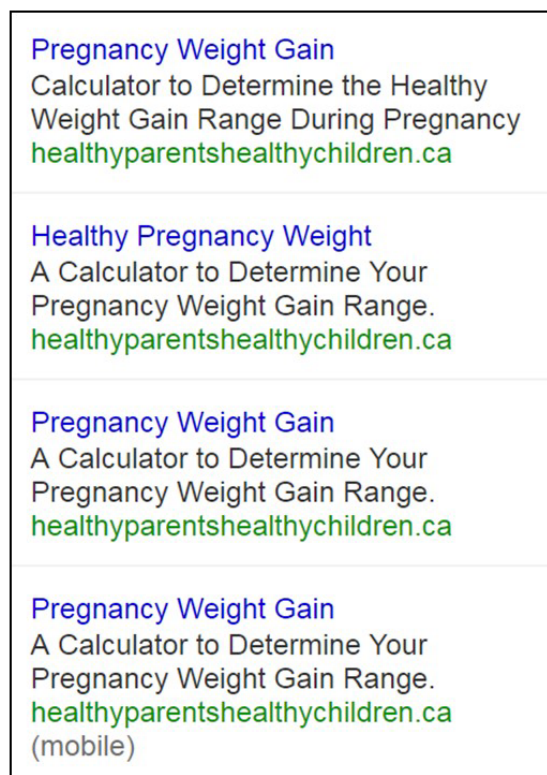 Pregnancy Weight Gain
Calculator to Determine the Healthy
Weight Gain Range During Pregnancy
healthyparentshealthychildren.ca
Healthy Pregnancy Weight
A Calculator to Determine Your
Pregnancy Weight Gain Range.
healthyparentshealthychildren.ca
Pregnancy Weight Gain
A Calculator to Determine Your
Pregnancy Weight Gain Range.
healthyparentshealthychildren.ca
Pregnancy Weight Gain
A Calculator to Determine Your
Pregnancy Weight Gain Range.
healthyparentshealthychildren.ca
(mobile)